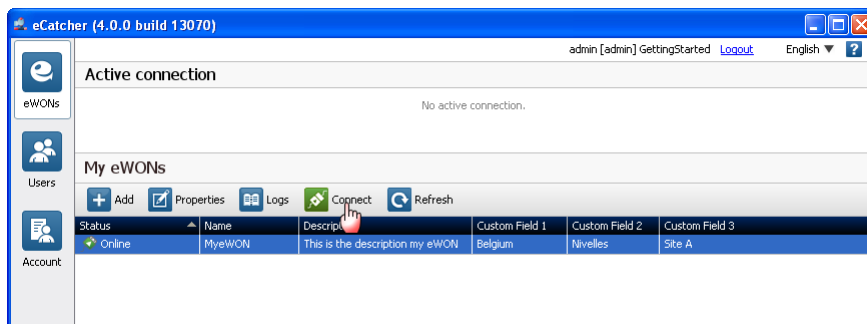 eCatcher (4.0.0 build 13070)
admin [admin] GettingStarted Logout English ▼ ?
eWONs
Active connection
No active connection.
Users
My eWONs
Add Properties Logs Connect Refresh
Status Name Descript Custom Field 1 Custom Field 2 Custom Field 3
Online MyeWON This is the description my eWON Belgium Nivelles Site A
Account